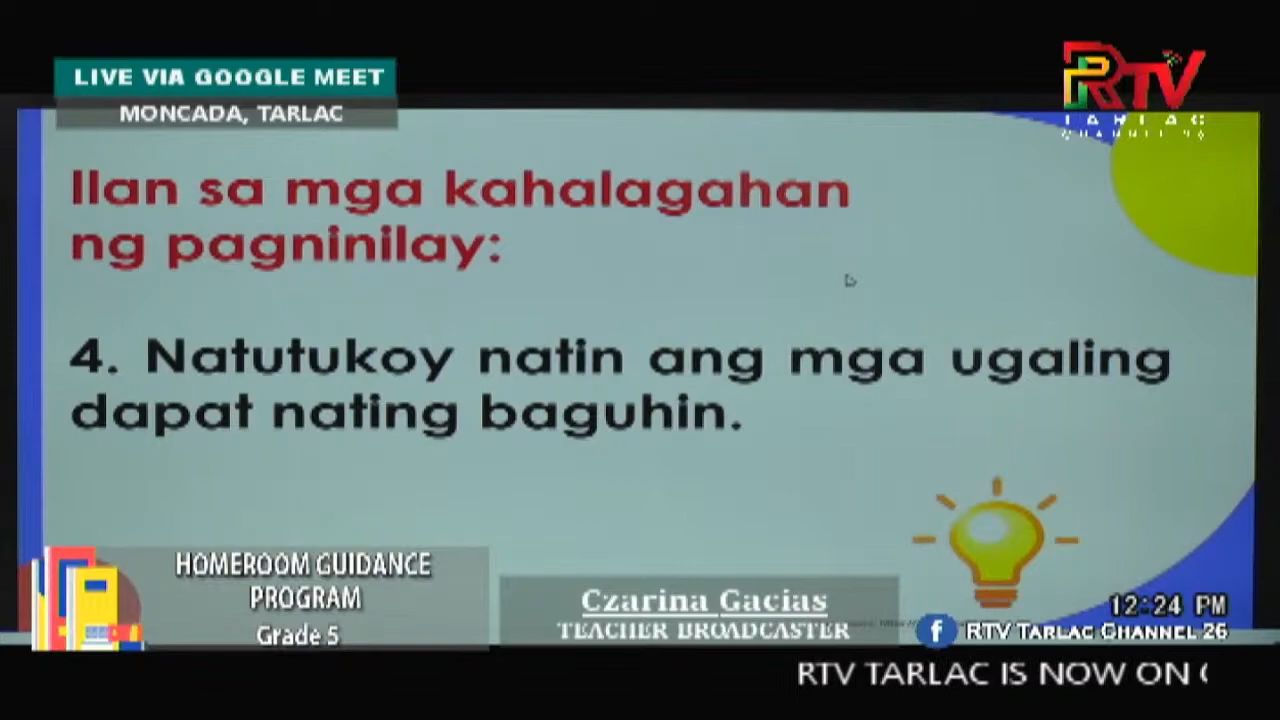 LIVE VIA GOOGLE MEET
MONCADA, TARLAC
RTV
TARLAC
CHANNEL 26
Ilan sa mga kahalagahan
ng pagninilay:
4. Natutukoy natin ang mga ugaling
dapat nating baguhin.
HOMEROOM GUIDANCE
PROGRAM
Grade 5
Czarina Gacias
TEACHER BROADCASTER
12:24 PM
f RTV TARLAC CHANNEL 26
RTV TARLAC IS NOW ON